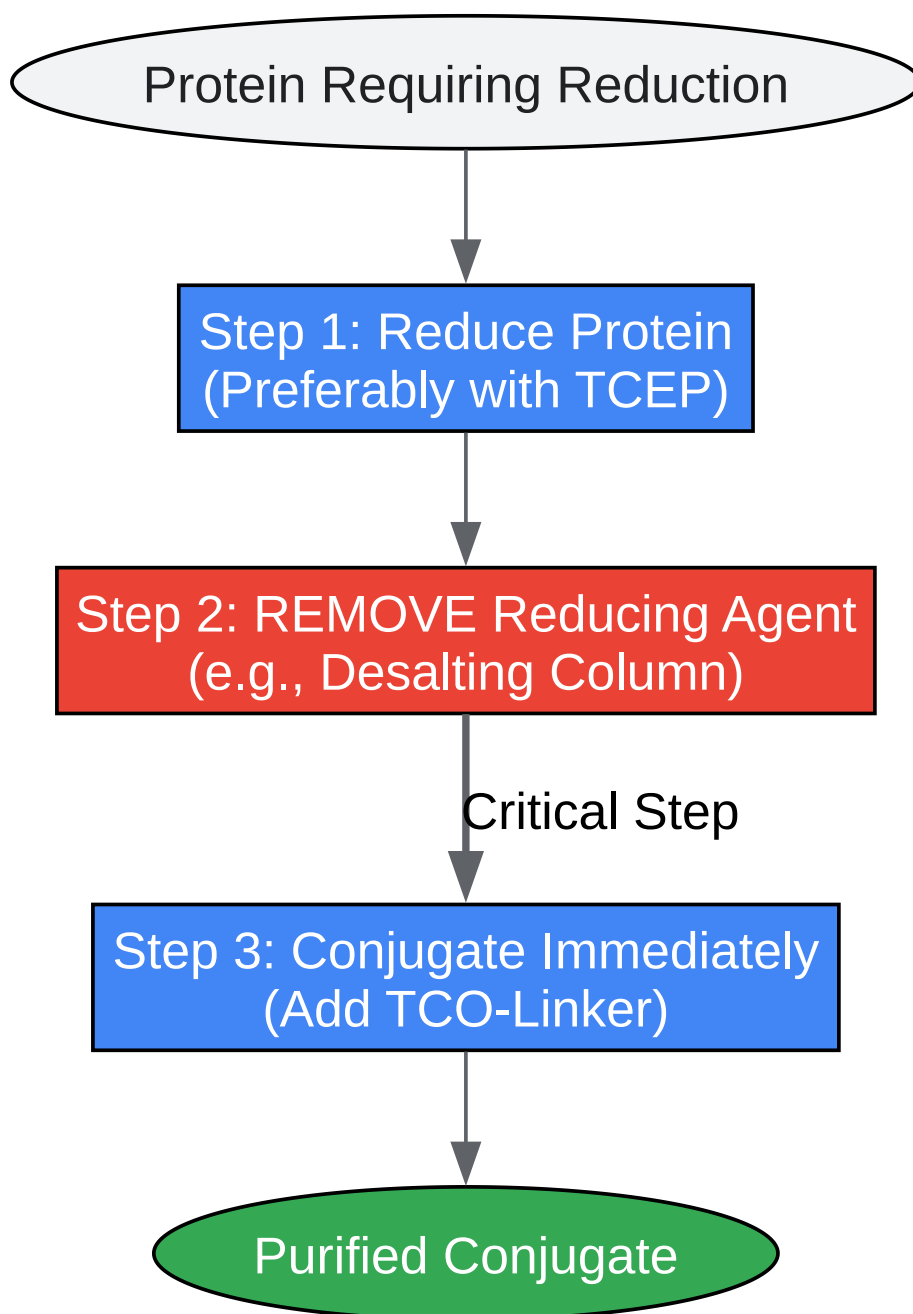 Protein Requiring Reduction
Step 1: Reduce Protein
(Preferably with TCEP)
Step 2: REMOVE Reducing Agent
(e.g., Desalting Column)
Critical Step
Step 3: Conjugate Immediately
(Add TCO-Linker)
Purified Conjugate